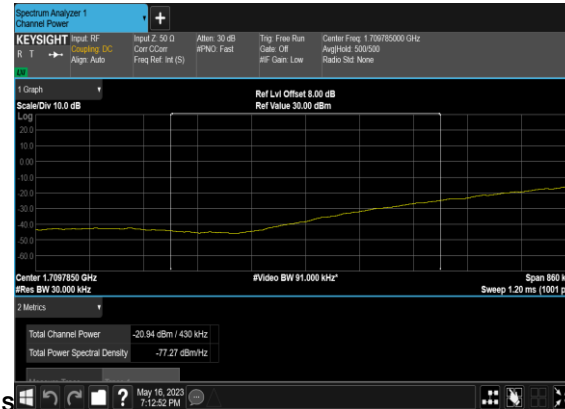 Spectrum Analyzer 1
Channel Power
+
KEYSIGHT Input: RF Input Z: 50 Ω Atten: 30 dB Trig: Free Run Center Freq: 1.709785000 GHz
R T Coupling: DC Corr CCorr #PNO: Fast Gate: Off Avg|Hold: 500/500
Align: Auto Freq Ref: Int (S) #IF Gain: Low Radio Std: None
1 Graph
Ref Lvl Offset 8.00 dB
Scale/Div 10.0 dB Ref Value 30.00 dBm
Log
20.0
10.0
0.00
-10.0
-20.0
-30.0
-40.0
-50.0
-60.0
Center 1.7097850 GHz #Video BW 91.000 kHz* Span 860 k
#Res BW 30.000 kHz Sweep 1.20 ms (1001 p
2 Metrics
Total Channel Power -20.94 dBm / 430 kHz
Total Power Spectral Density -77.27 dBm/Hz
s
?
May 16, 2023
7:12:52 PM